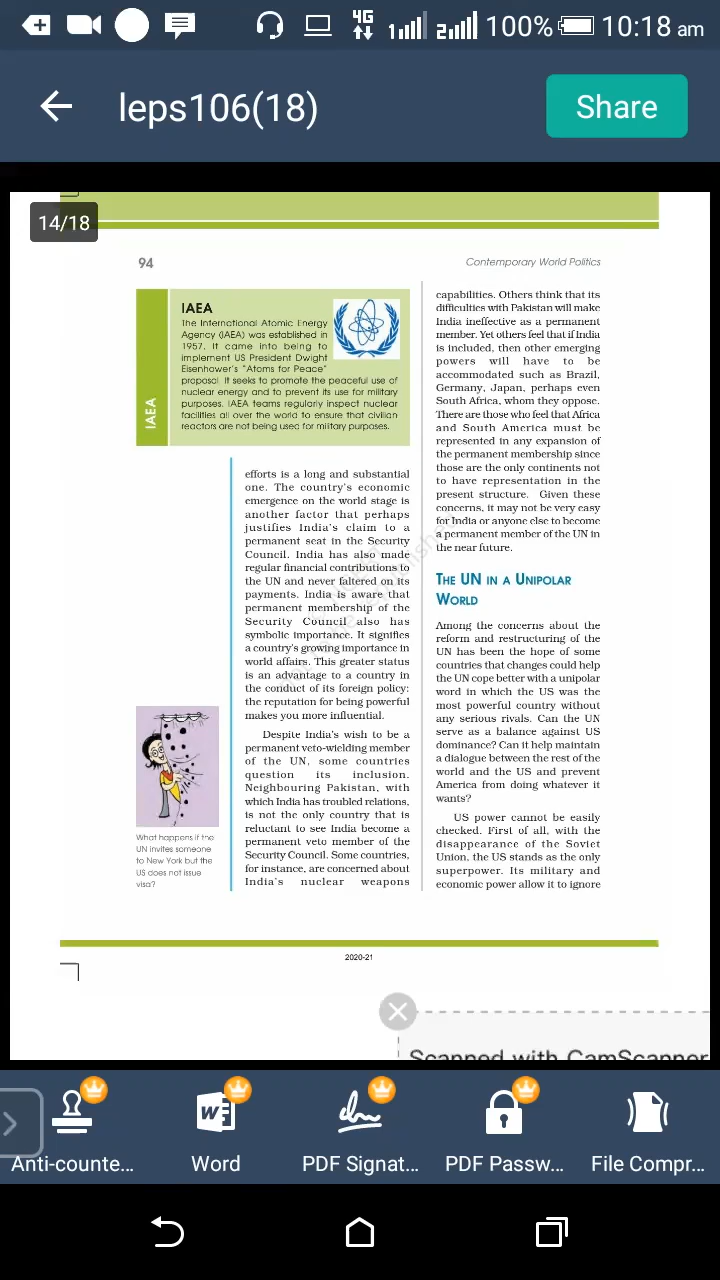 4G
1
2
100%
10:18 am
leps106(18)
Share
14/18
94
Contemporary World Politics
IAEA
IAEA
The International Atomic Energy
Agency (IAEA) was established in
1957. It came into being to
implement US President Dwight
Eisenhower's "Atoms for Peace"
proposal. It seeks to promote the peaceful use of
nuclear energy and to prevent its use for military
purposes. IAEA teams regularly inspect nuclear
facilities all over the world to ensure that civilian
reactors are not being used for military purposes.
efforts is a long and substantial
one. The country's economic
emergence on the world stage is
another factor that perhaps
justifies India's claim to a
permanent seat in the Security
Council. India has also made
regular financial contributions to
the UN and never faltered on its
payments. India is aware that
permanent membership of the
Security Council also has
symbolic importance. It signifies
a country's growing importance in
world affairs. This greater status
is an advantage to a country in
the conduct of its foreign policy:
the reputation for being powerful
makes you more influential.
Despite India's wish to be a
permanent veto-wielding member
of the UN, some countries
question its inclusion.
Neighbouring Pakistan, with
which India has troubled relations,
is not the only country that is
reluctant to see India become a
permanent veto member of the
Security Council. Some countries,
for instance, are concerned about
India's nuclear weapons
What happens if the
UN invites someone
to New York but the
US does not issue
visa?
capabilities. Others think that its
difficulties with Pakistan will make
India ineffective as a permanent
member. Yet others feel that if India
is included, then other emerging
powers will have to be
accommodated such as Brazil,
Germany, Japan, perhaps even
South Africa, whom they oppose.
There are those who feel that Africa
and South America must be
represented in any expansion of
the permanent membership since
those are the only continents not
to have representation in the
present structure. Given these
concerns, it may not be very easy
for India or anyone else to become
a permanent member of the UN in
the near future.
THE UN IN A UNIPOLAR
WORLD
Among the concerns about the
reform and restructuring of the
UN has been the hope of some
countries that changes could help
the UN cope better with a unipolar
word in which the US was the
most powerful country without
any serious rivals. Can the UN
serve as a balance against US
dominance? Can it help maintain
a dialogue between the rest of the
world and the US and prevent
America from doing whatever it
wants?
US power cannot be easily
checked. First of all, with the
disappearance of the Soviet
Union, the US stands as the only
superpower. Its military and
economic power allow it to ignore
2020-21
Scanned with CamScanner
Anti-counte...
Word
PDF Signat...
PDF Passw...
File Compr...